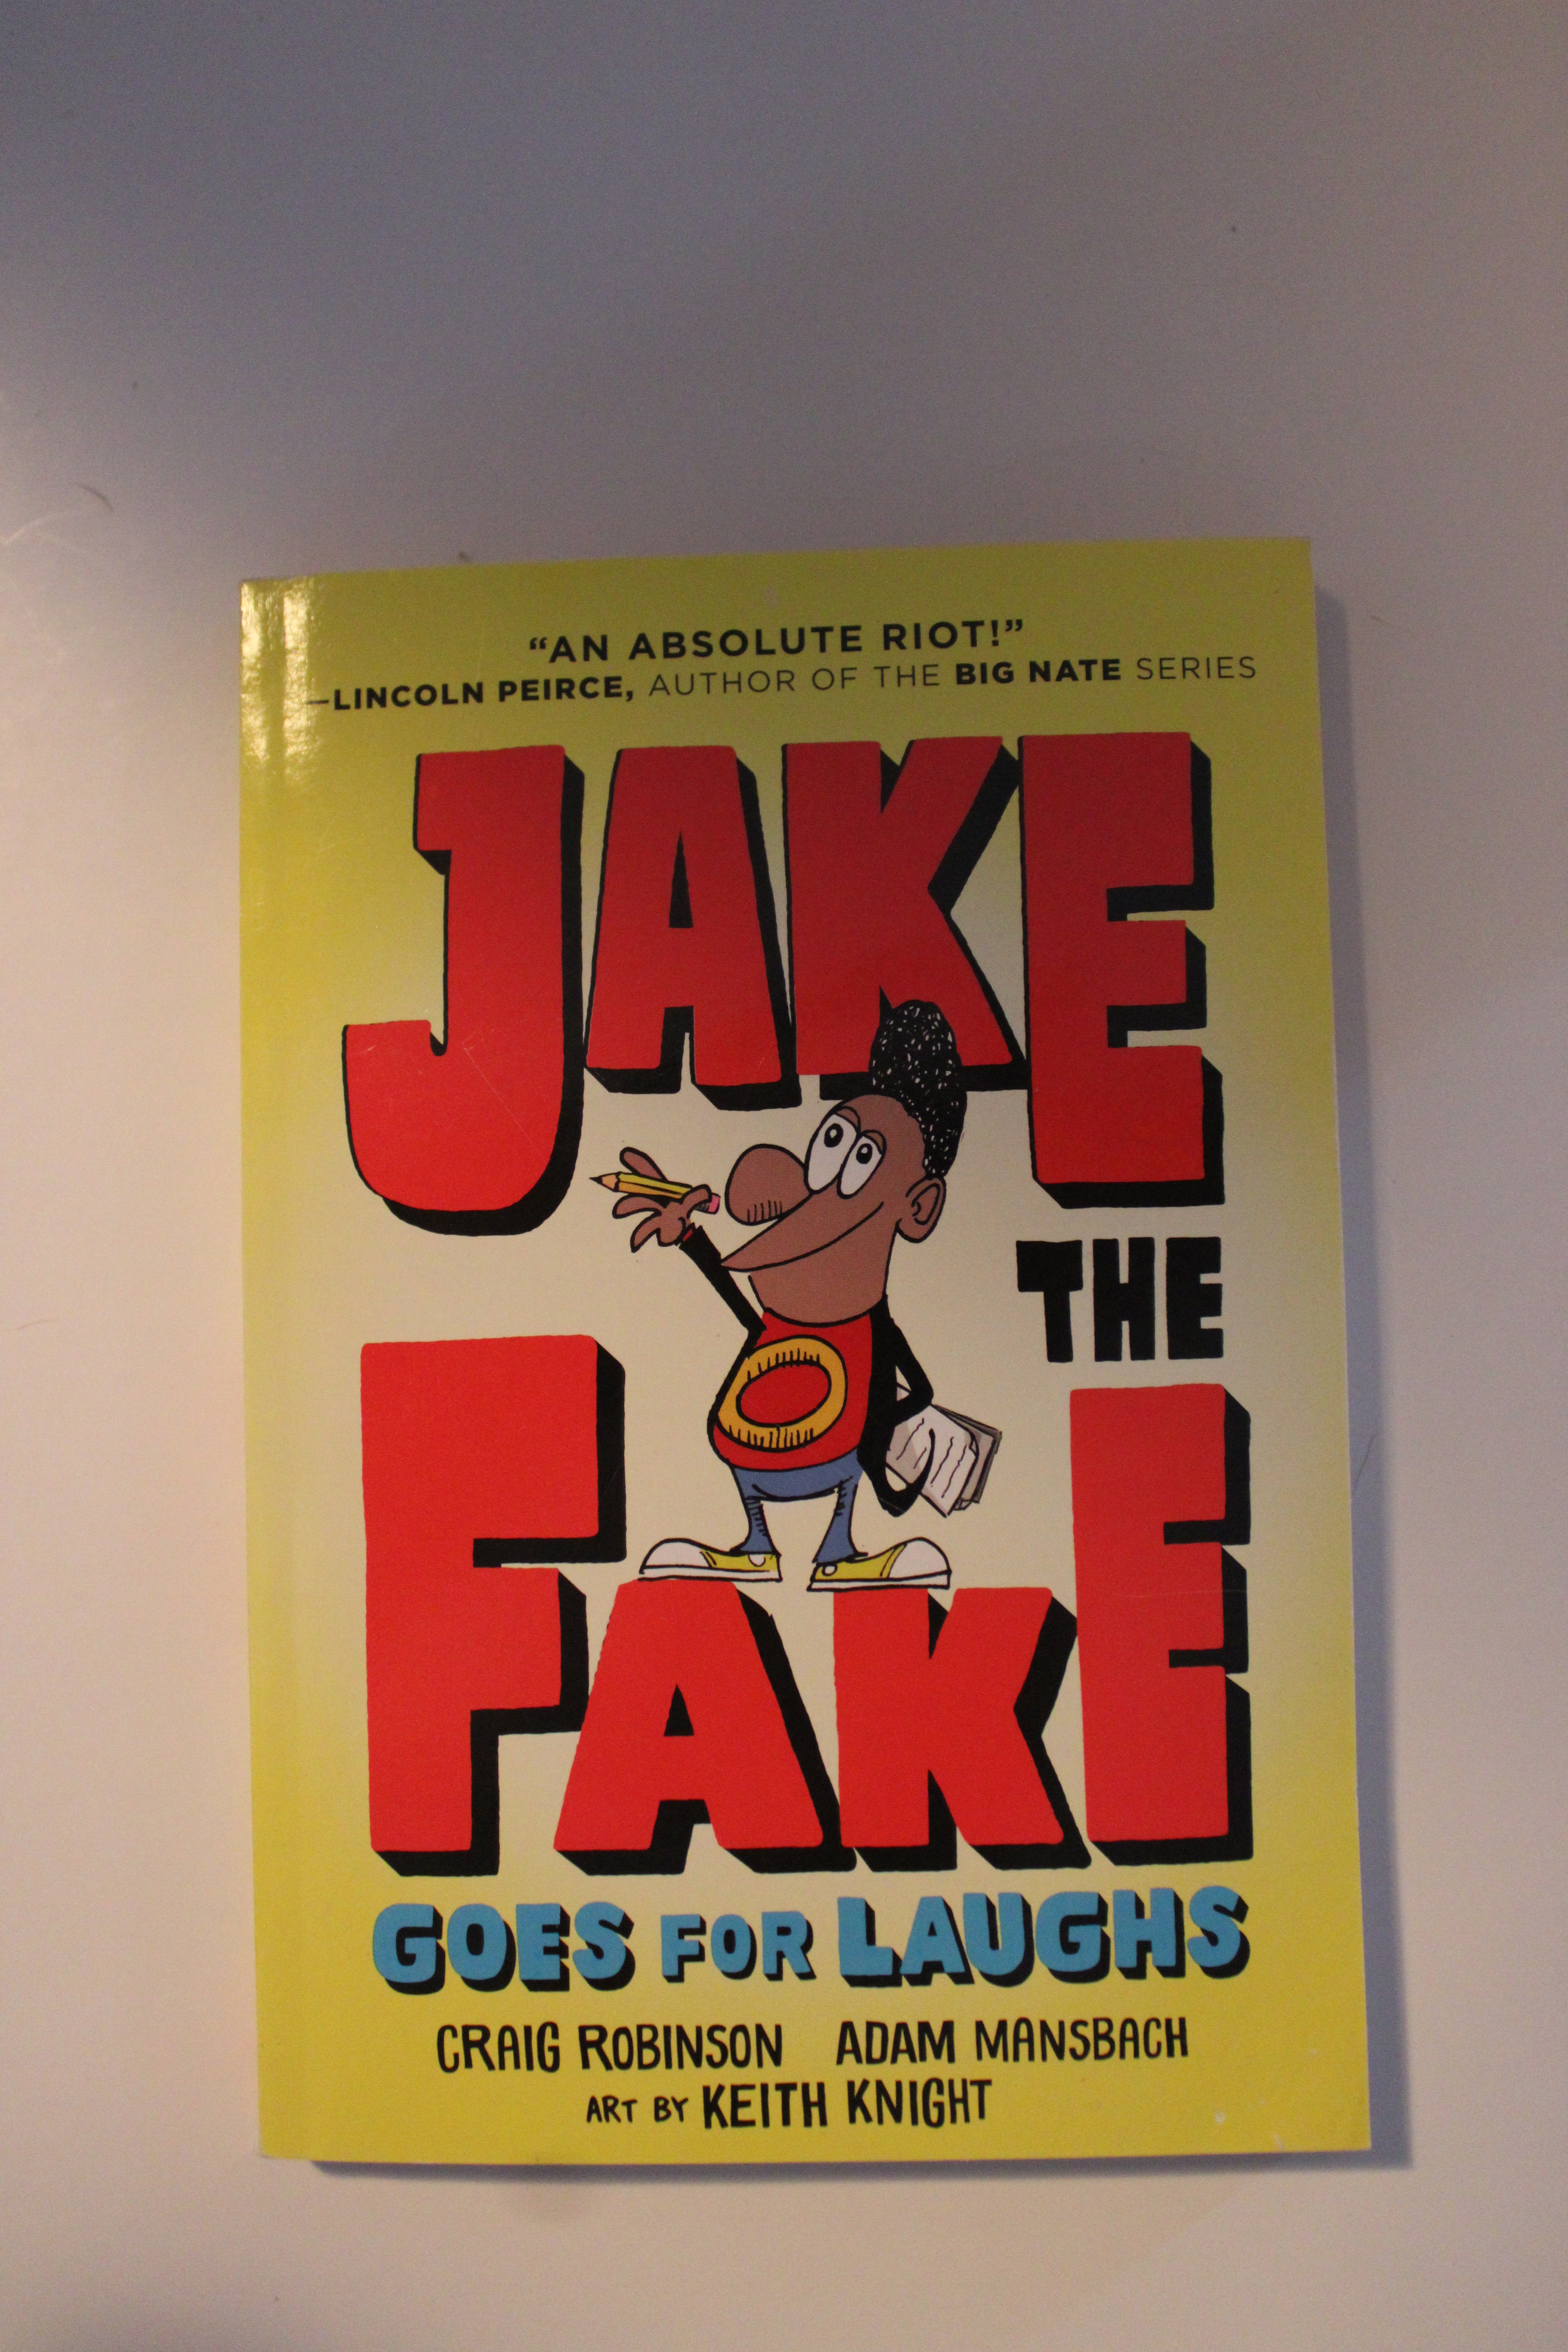 “AN ABSOLUTE RIOT!”
—LINCOLN PEIRCE, AUTHOR OF THE BIG NATE SERIES
JAKE
THE
FAKE
GOES FOR LAUGHS
CRAIG ROBINSON ADAM MANSBACH
ART BY KEITH KNIGHT